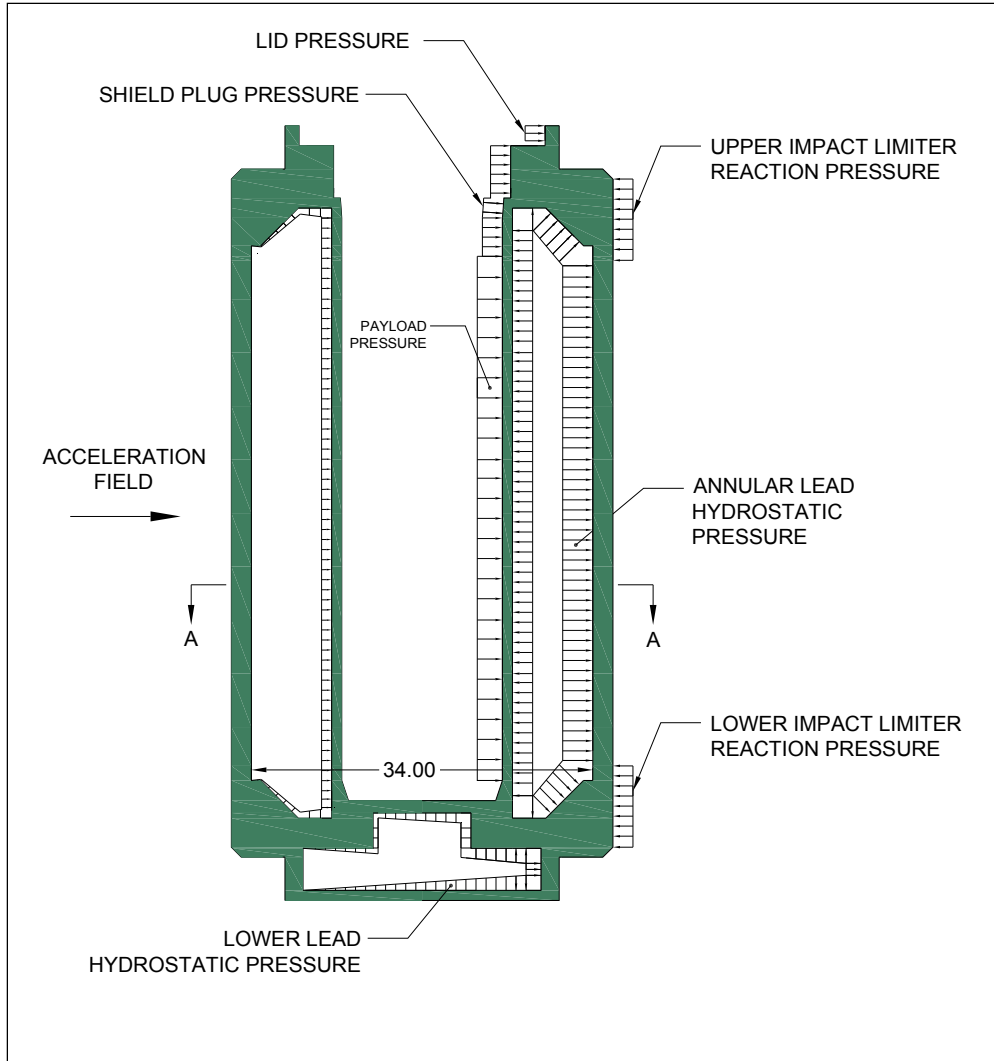 LID PRESSURE
SHIELD PLUG PRESSURE
UPPER IMPACT LIMITER
REACTION PRESSURE
PAYLOAD
PRESSURE
ACCELERATION
FIELD
ANNULAR LEAD
HYDROSTATIC
PRESSURE
A
A
LOWER IMPACT LIMITER
REACTION PRESSURE
34.00
LOWER LEAD
HYDROSTATIC PRESSURE